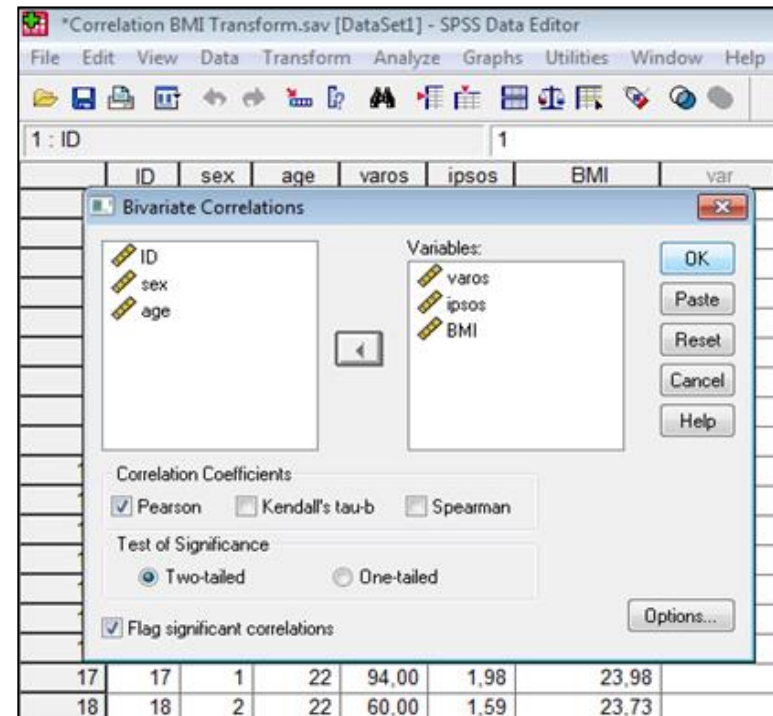 *Correlation BMI Transform.sav [DataSet1] - SPSS Data Editor
File Edit View Data Transform Analyze Graphs Utilities Window Help
1 : ID 1
ID sex age varos ipsos BMI var
Bivariate Correlations
Variables:
ID
sex
age
varos
ipsos
BMI
OK
Paste
Reset
Cancel
Help
Correlation Coefficients
Pearson Kendall's tau-b Spearman
Test of Significance
Two-tailed One-tailed
Flag significant correlations
Options...
17 17 1 22 94,00 1,98 23,98
18 18 2 22 60,00 1,59 23,73